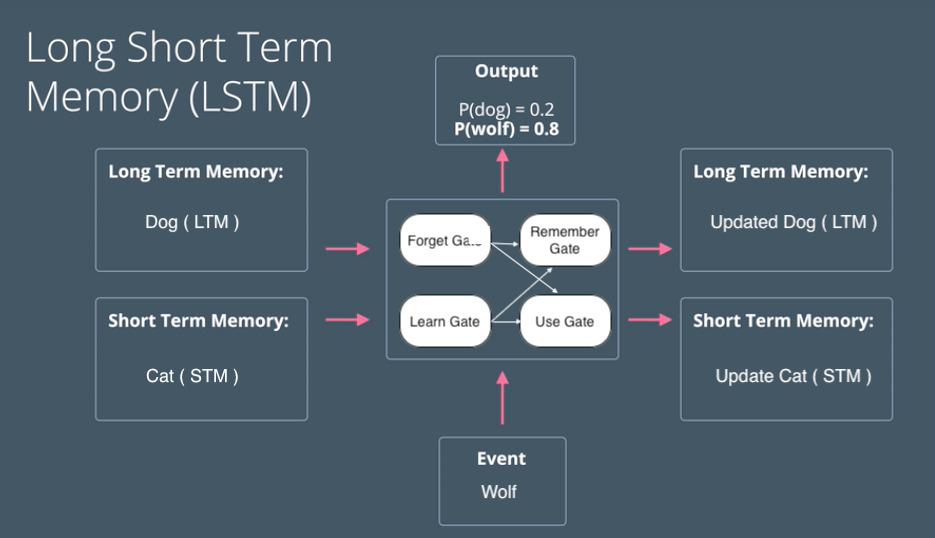 Long Short Term
Memory (LSTM)
Output
P(dog) = 0.2
P(wolf) = 0.8
Long Term Memory:
Dog ( LTM )
Long Term Memory:
Updated Dog ( LTM )
Forget Ga..
Remember
Gate
Short Term Memory:
Cat ( STM )
Learn Gate
Use Gate
Short Term Memory:
Update Cat ( STM )
Event
Wolf